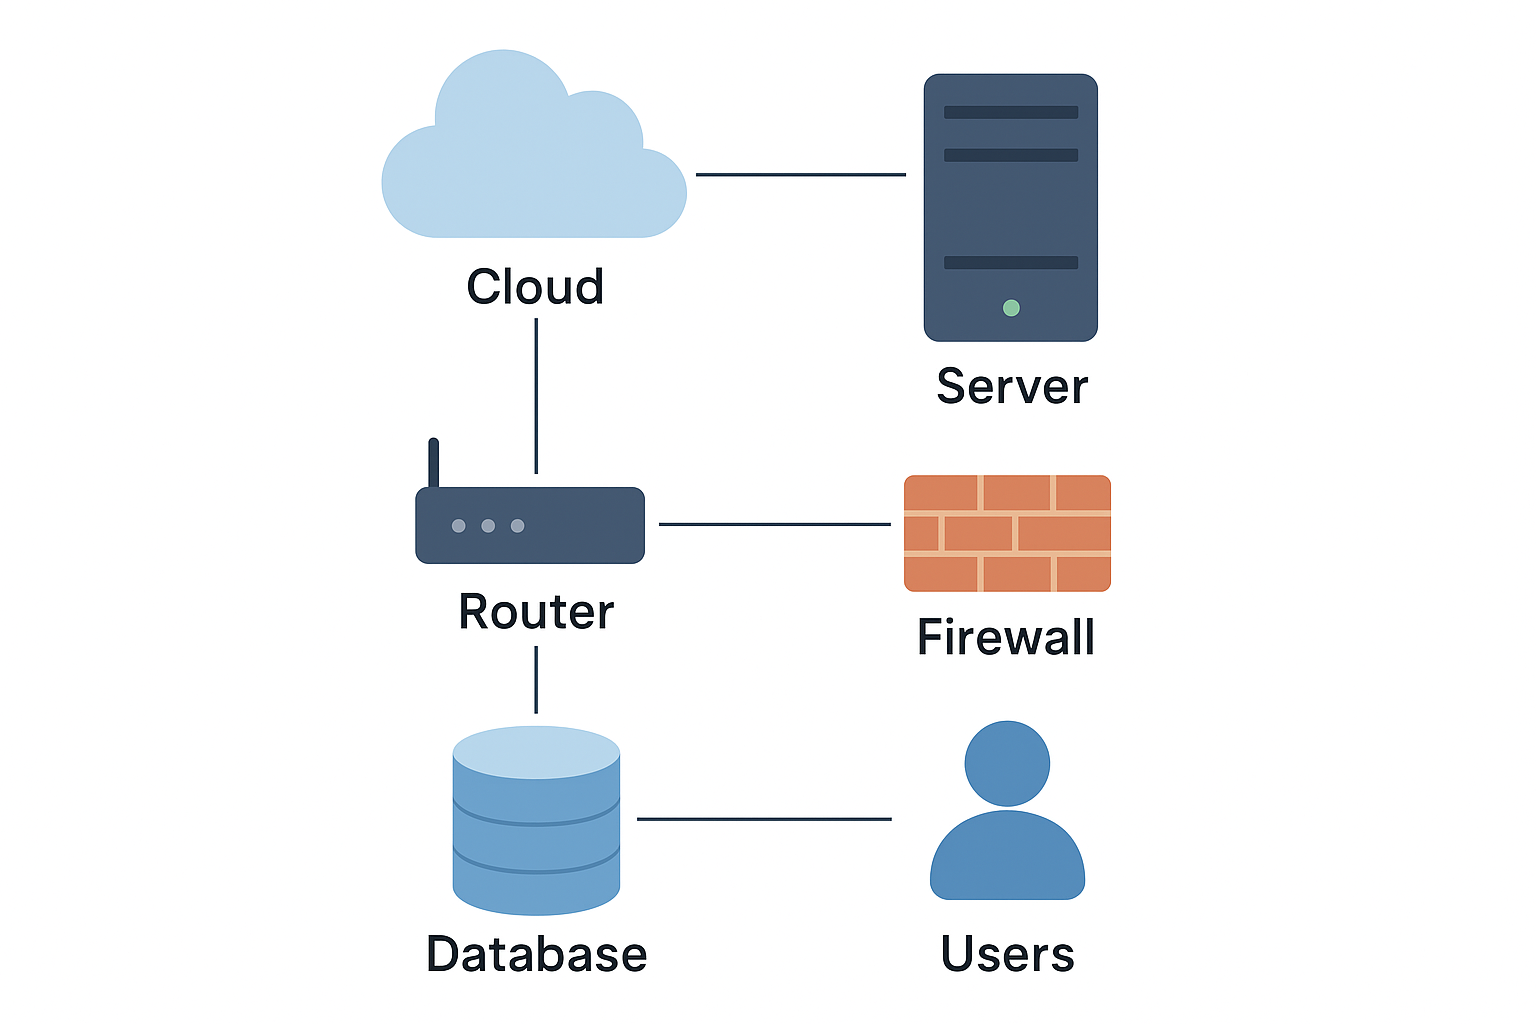 Cloud
Server
Router
Firewall
Database
Users